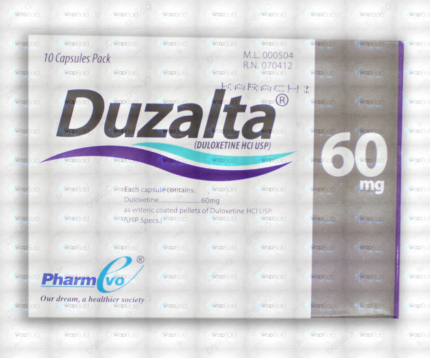 10 Capsules Pack
M.L. 000504
R.N. 070412
KARACHI
Duzalta®
(DULOXETINE HCl USP)
60
mg
Each capsule contains:
Duloxetine....................60mg
as enteric coated pellets of Duloxetine HCl USP.
(USP Specs.)
PharmEvo®
Our dream, a healthier society